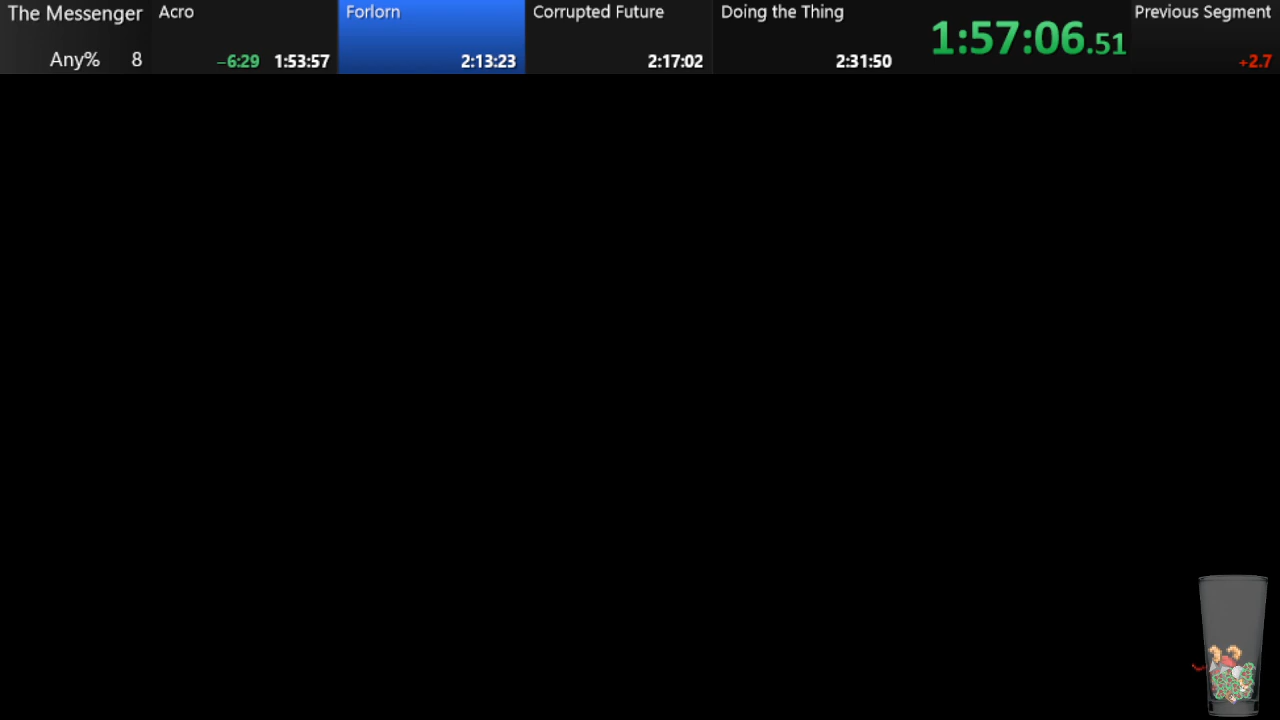 The Messenger
Any% 8
Acro
-6:29 1:53:57
Forlorn
2:13:23
Corrupted Future
2:17:02
Doing the Thing
2:31:50
1:57:06.51
Previous Segment
+2.7